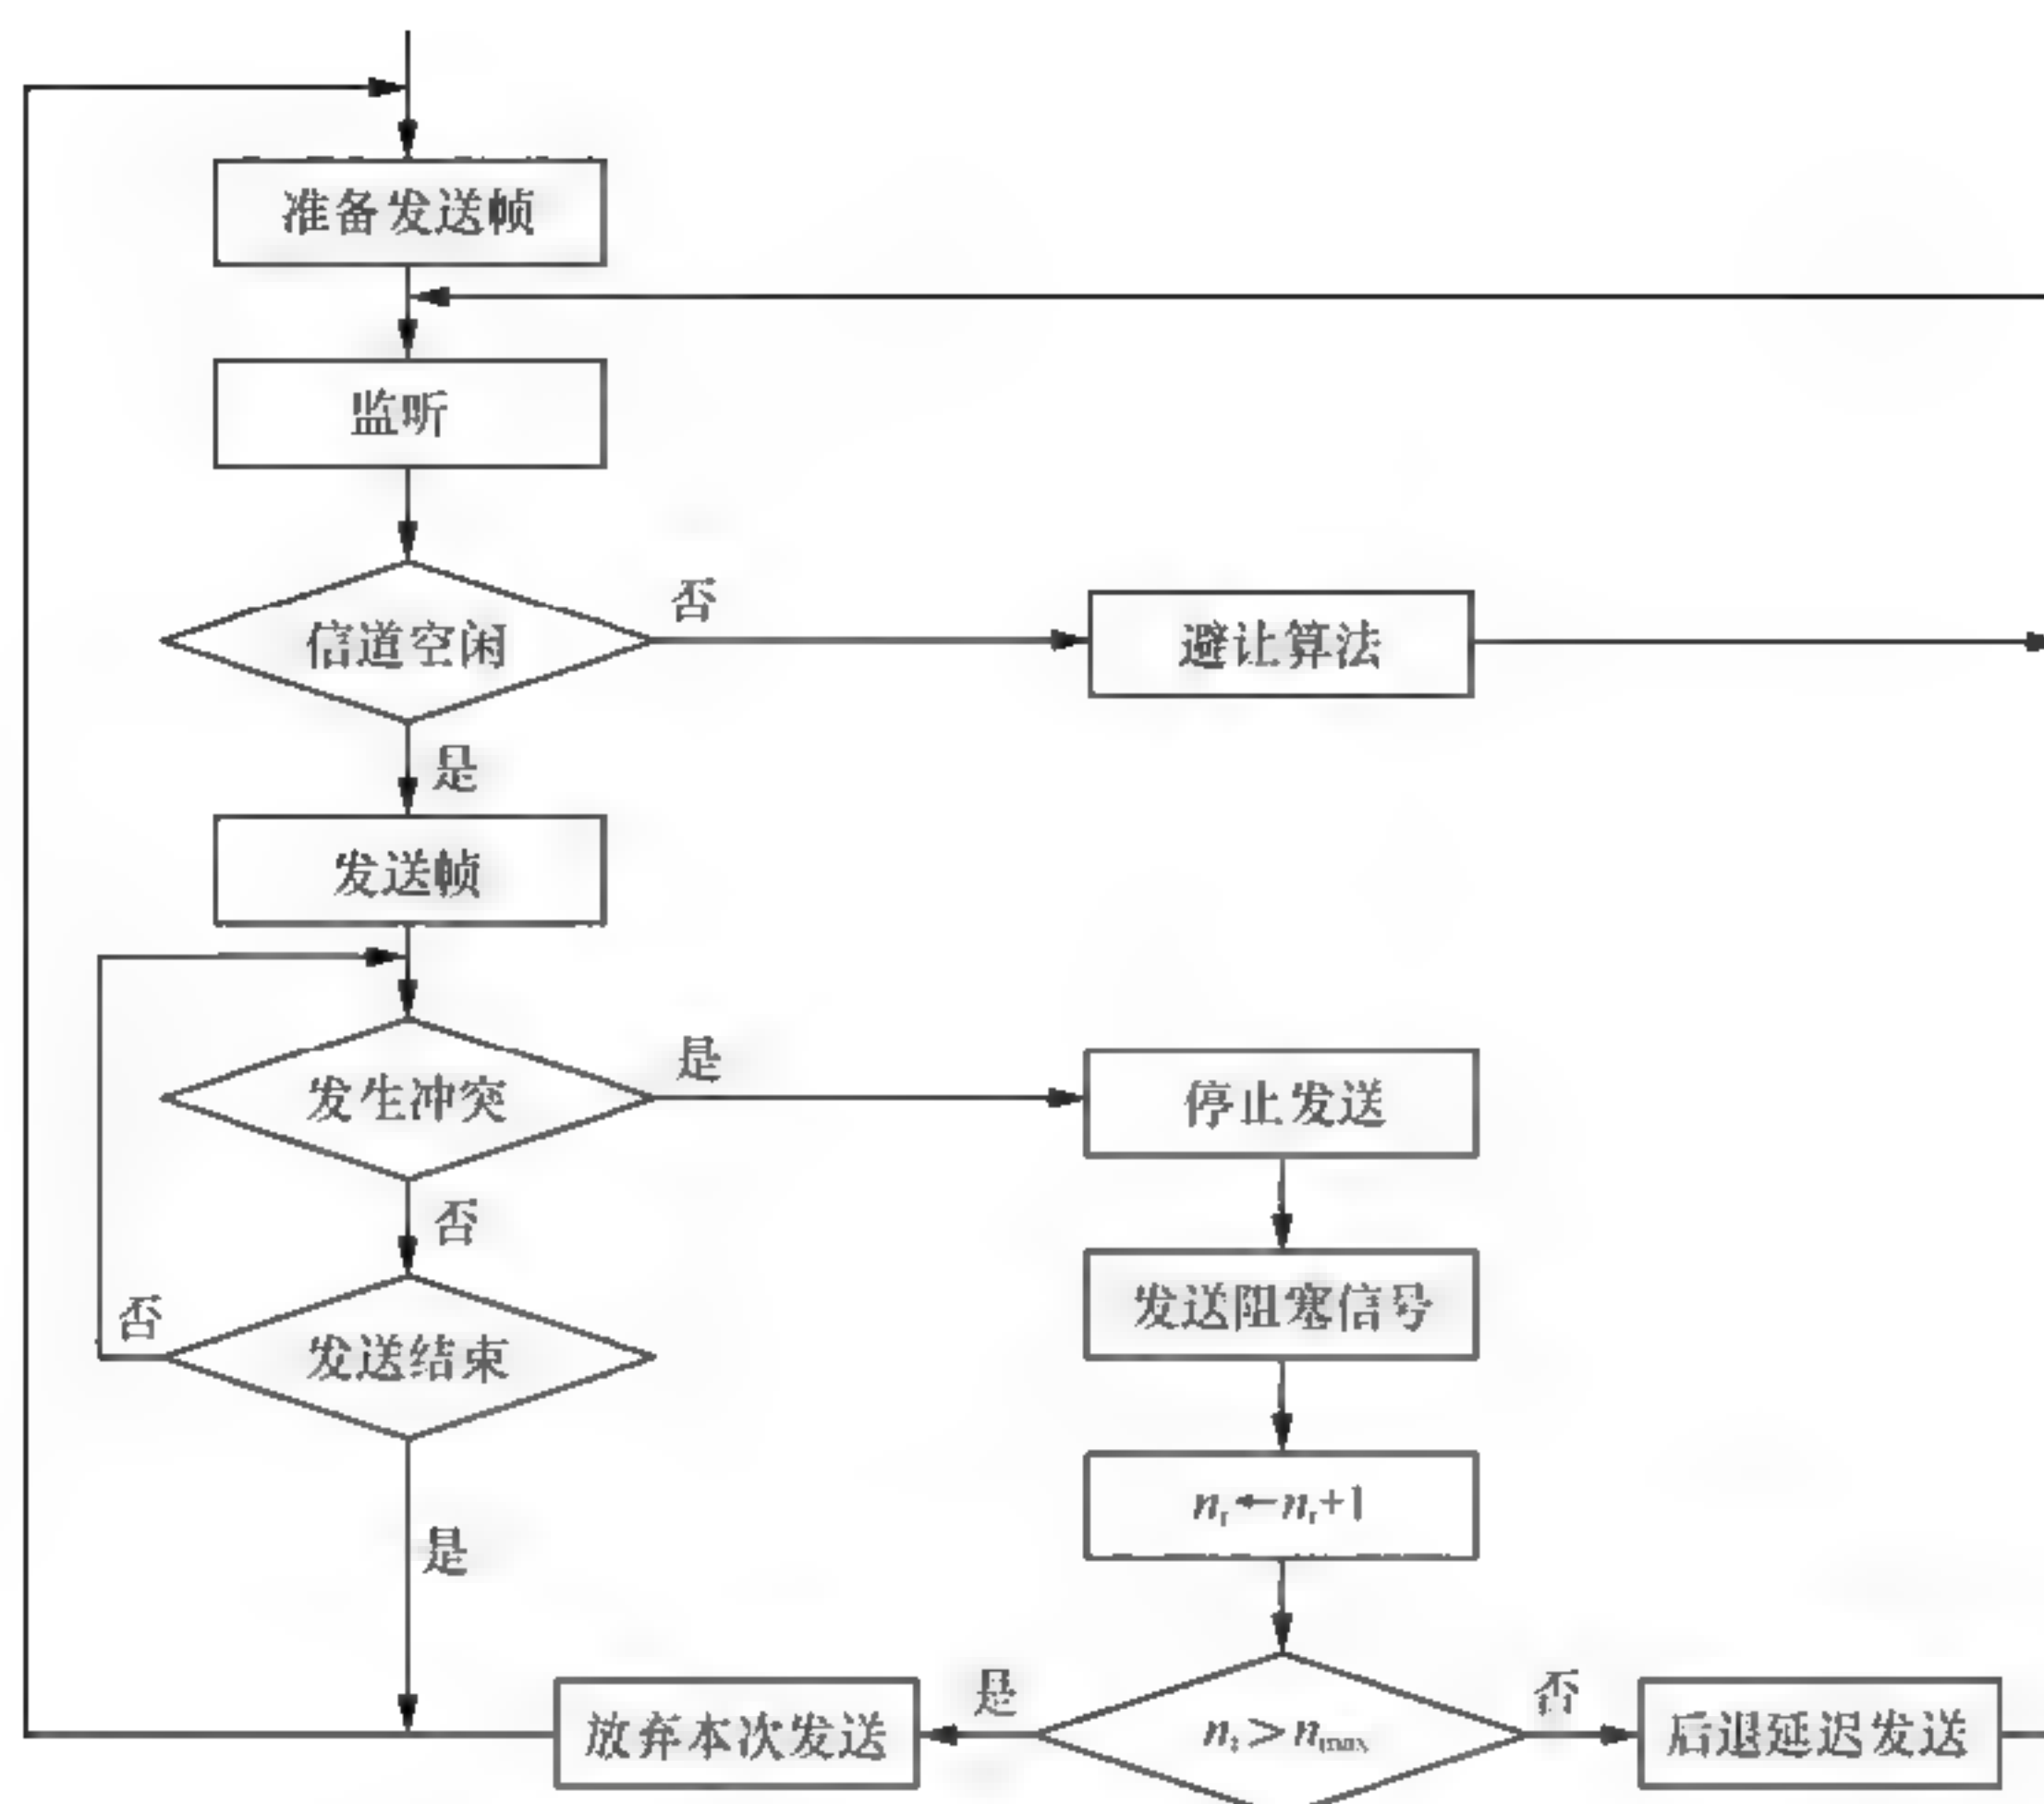 准备发送帧
监听
信道空闲
否
避让算法
是
发送帧
发生冲突
是
停止发送
否
发送阻塞信号
否
发送结束
nr←nr+1
是
放弃本次发送
是
nr>nmax
否
后退延迟发送